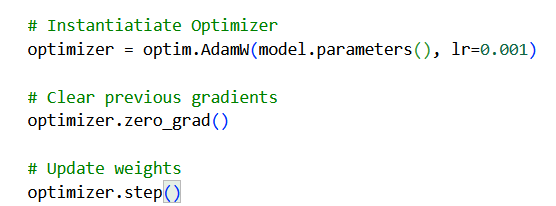 # Instantiatiate Optimizer
optimizer = optim.AdamW(model.parameters(), lr=0.001)
# Clear previous gradients
optimizer.zero_grad()
# Update weights
optimizer.step()